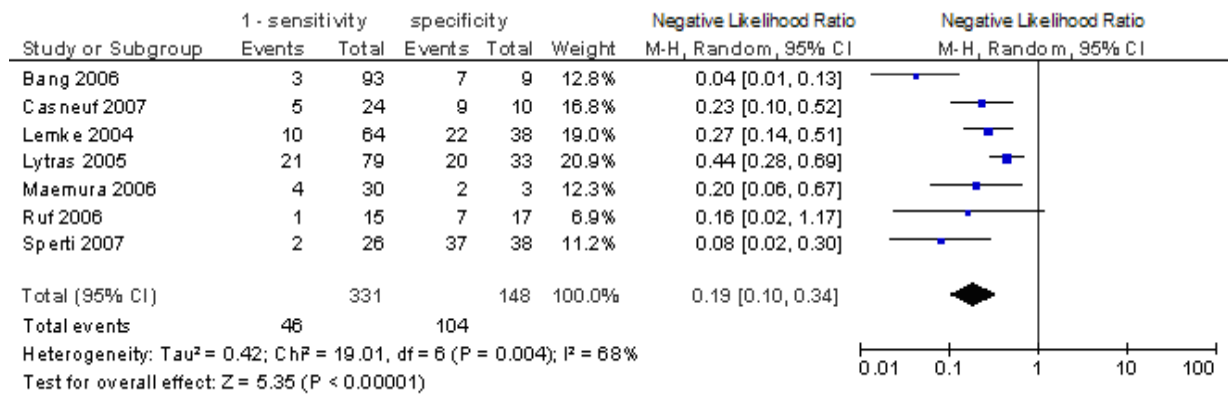 1 - sensitivity specificity Negative Likelihood Ratio Negative Likelihood Ratio
Study or Subgroup Events Total Events Total Weight M-H, Random, 95% CI M-H, Random, 95% CI
Bang 2006 3 93 7 9 12.8% 0.04 [0.01, 0.13]
Casneuf 2007 5 24 9 10 16.8% 0.23 [0.10, 0.52]
Lemke 2004 10 64 22 38 19.0% 0.27 [0.14, 0.51]
Lytras 2005 21 79 20 33 20.9% 0.44 [0.28, 0.69]
Maemura 2006 4 30 2 3 12.3% 0.20 [0.06, 0.67]
Ruf 2006 1 15 7 17 6.9% 0.16 [0.02, 1.17]
Sperti 2007 2 26 37 38 11.2% 0.08 [0.02, 0.30]
Total (95% CI) 331 148 100.0% 0.19 [0.10, 0.34]
Total events 46 104
Heterogeneity: Tau² = 0.42; Chi² = 19.01, df = 6 (P = 0.004); I² = 68%
Test for overall effect: Z = 5.35 (P < 0.00001)
0.01 0.1 1 10 100